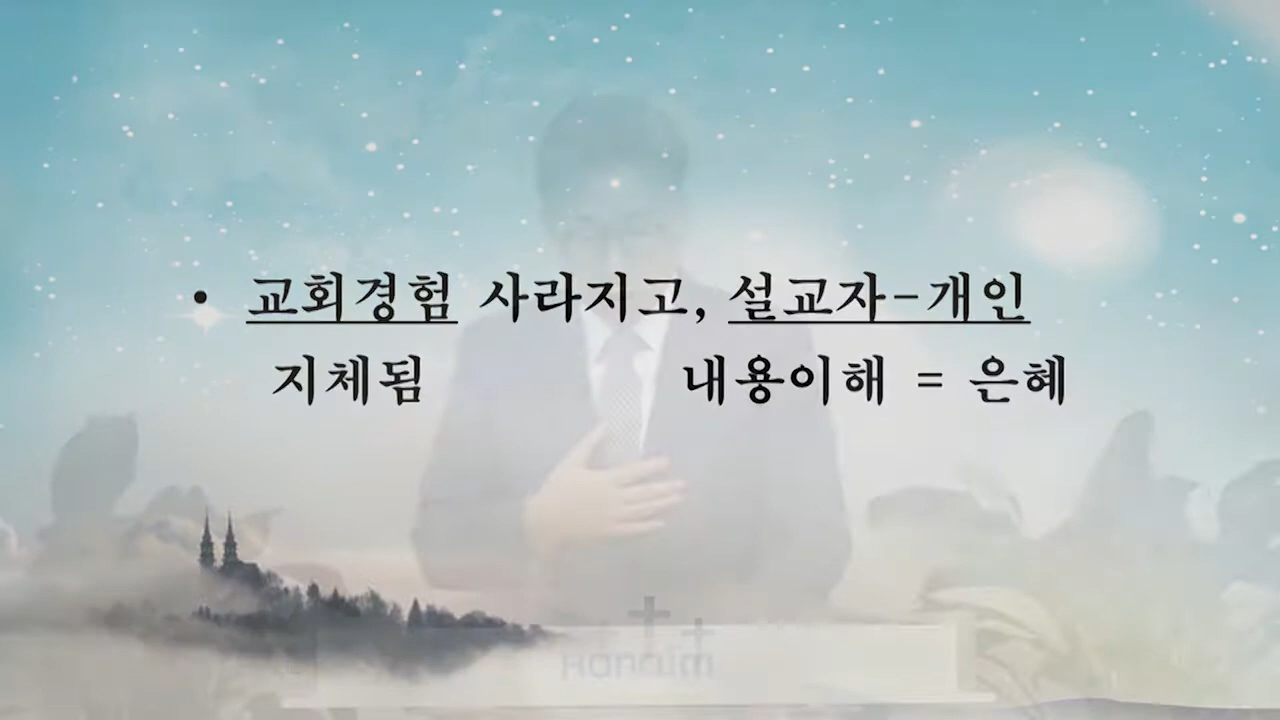 • 교회경험 사라지고, 설교자-개인
지체됨 내용이해 = 은혜
Hanaim